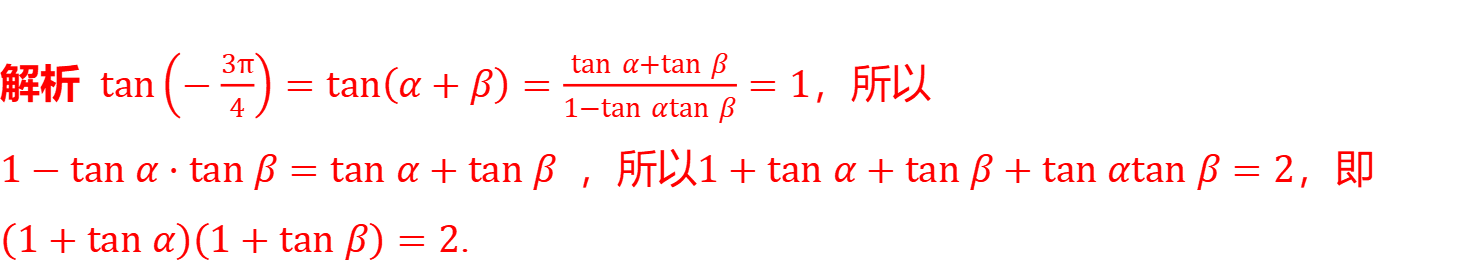 解析 tan(−3π/4) = tan(α + β) = (tan α+tan β)/(1−tan αtan β) = 1，所以
1 − tan α · tan β = tan α + tan β ，所以1 + tan α + tan β + tan αtan β = 2，即
(1 + tan α)(1 + tan β) = 2.